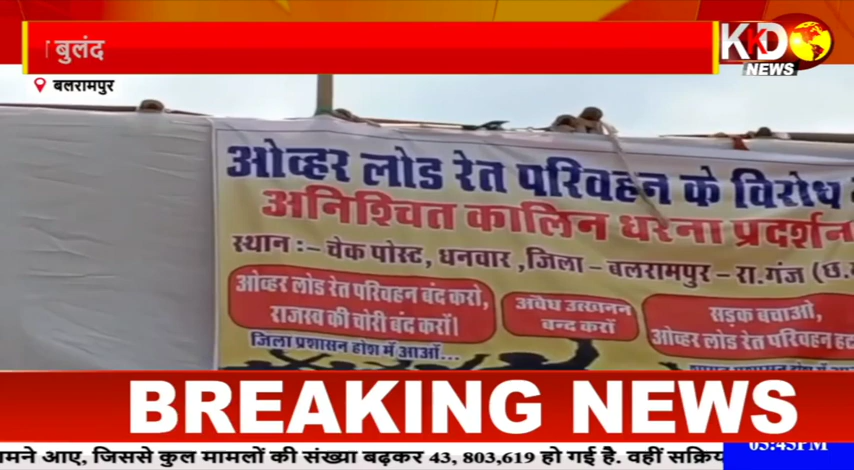 बुलंद
KKD
NEWS
बलरामपुर
ओव्हर लोड रेत परिवहन के विरोध
अनिश्चित कालिन धरना प्रदर्शन
स्थान :- चेक पोस्ट, धनवार ,जिला - बलरामपुर - रा.गंज (छ.
ओव्हर लोड रेत परिवहन बंद करो,
राजस्व की चोरी बंद करों।
अवैध उत्खनन
बन्द करों
सड़क बचाओ,
ओव्हर लोड रेत परिवहन हट
जिला प्रशासन होश में आओं...
BREAKING NEWS
सामने आए, जिससे कुल मामलों की संख्या बढ़कर 43, 803,619 हो गई है. वहीं सक्रिय
05:45PM